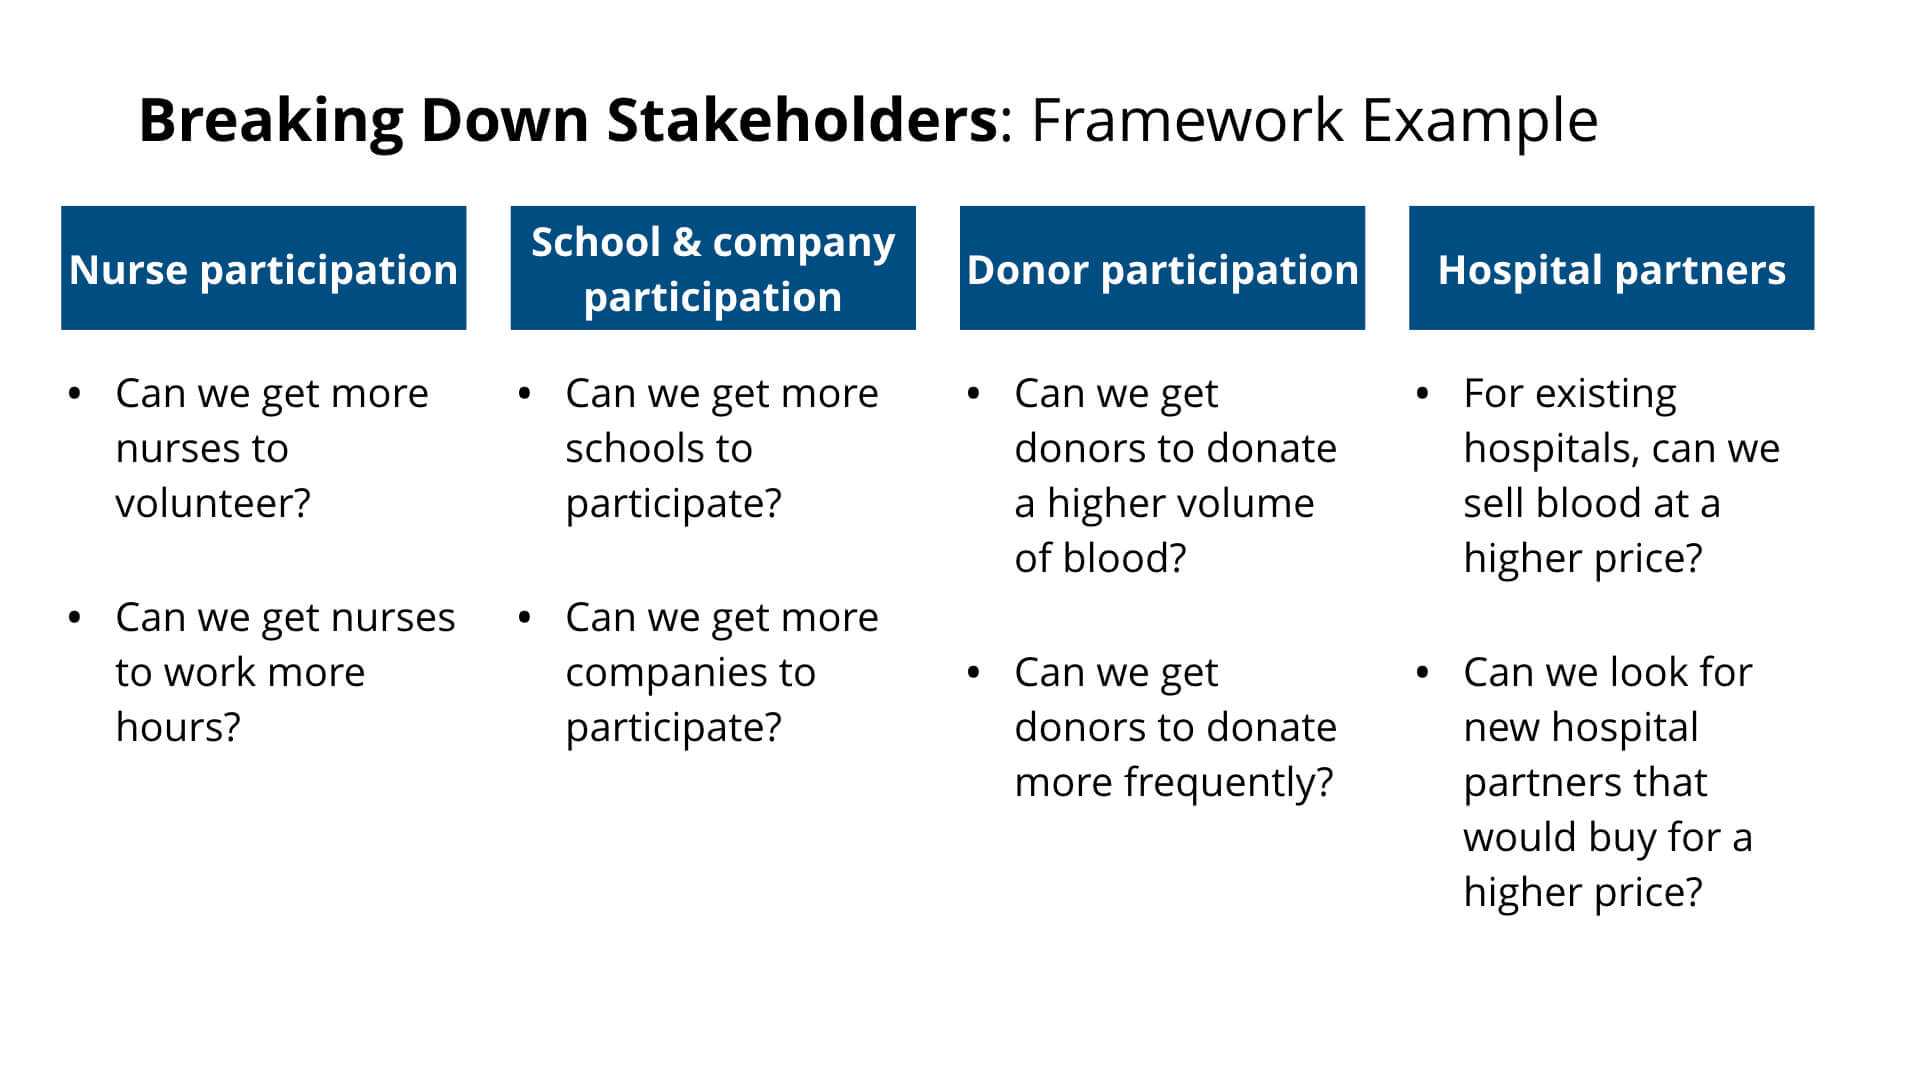 Breaking Down Stakeholders: Framework Example
Nurse participation
• Can we get more
nurses to
volunteer?
• Can we get nurses
to work more
hours?
School & company
participation
• Can we get more
schools to
participate?
• Can we get more
companies to
participate?
Donor participation
• Can we get
donors to donate
a higher volume
of blood?
• Can we get
donors to donate
more frequently?
Hospital partners
• For existing
hospitals, can we
sell blood at a
higher price?
• Can we look for
new hospital
partners that
would buy for a
higher price?